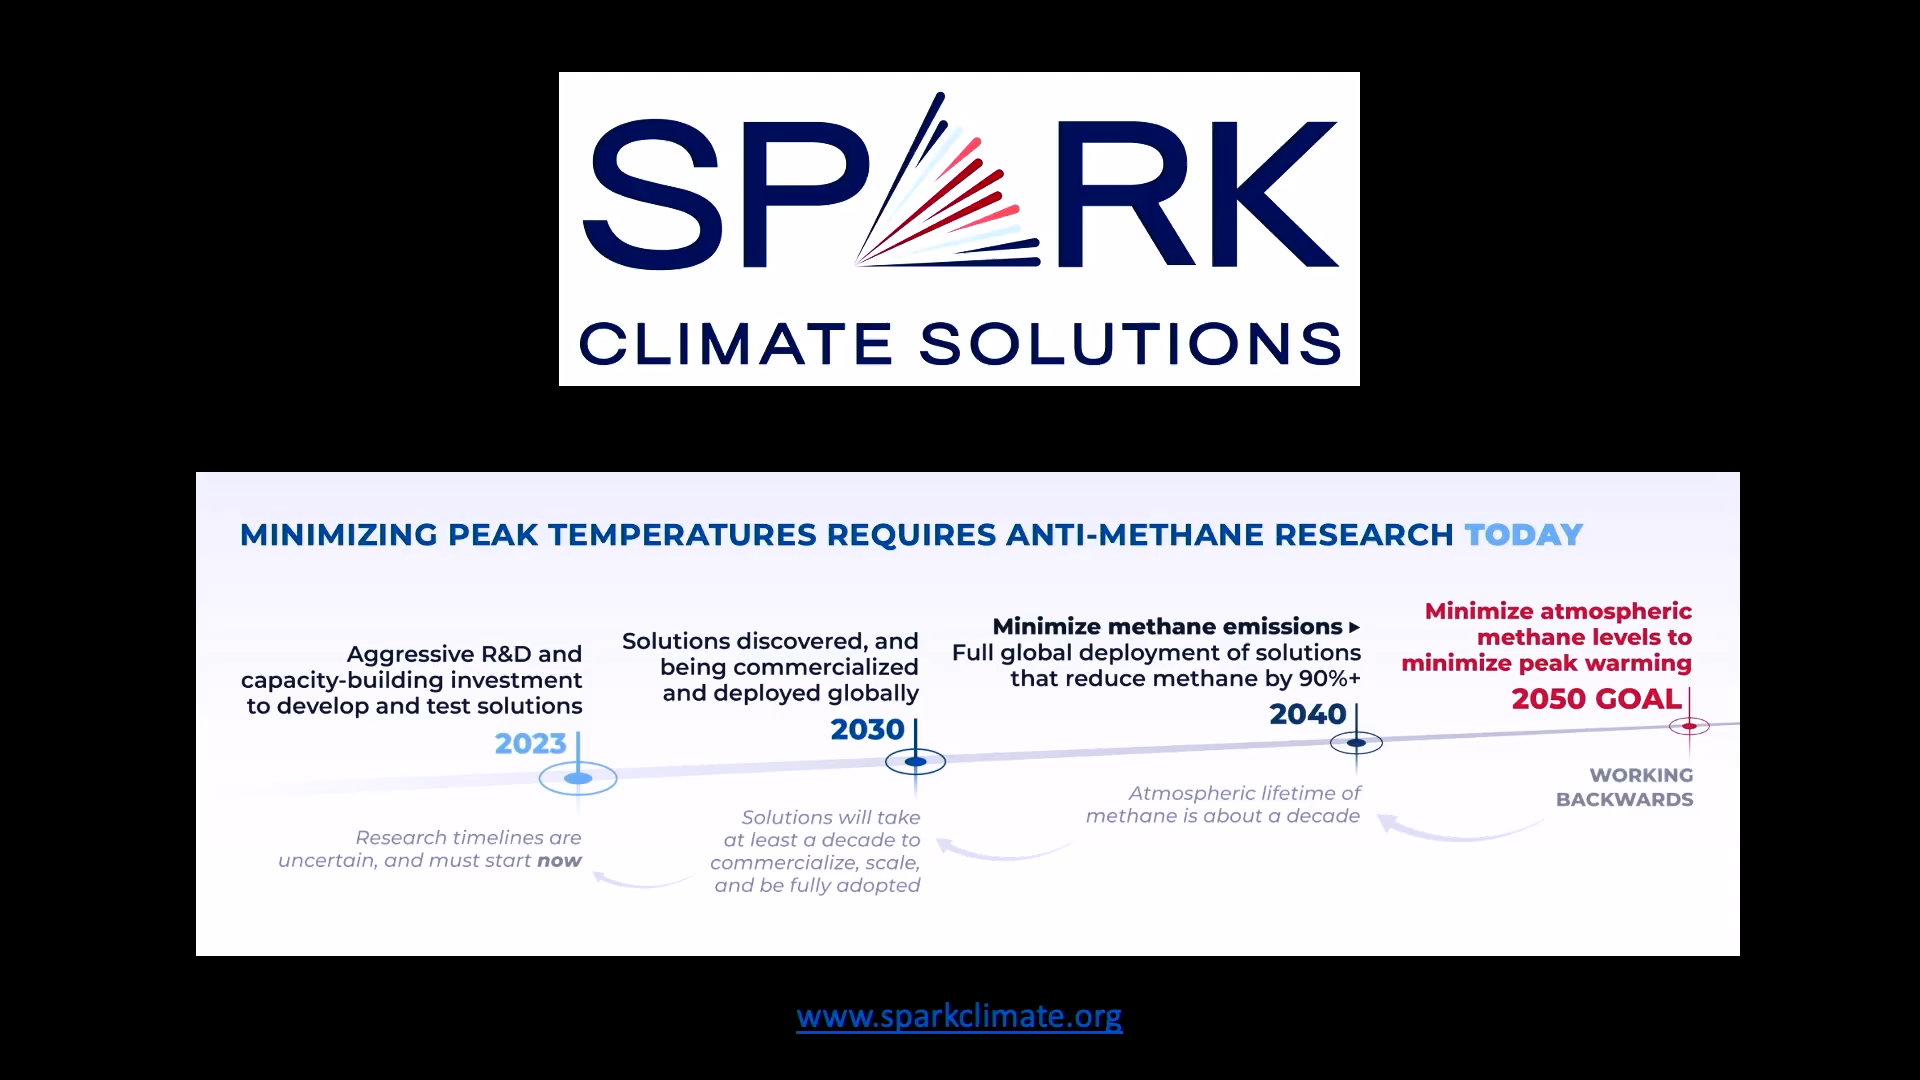 SPARK
CLIMATE SOLUTIONS
MINIMIZING PEAK TEMPERATURES REQUIRES ANTI-METHANE RESEARCH TODAY
Aggressive R&D and
capacity-building investment
to develop and test solutions
2023
Research timelines are
uncertain, and must start now
Solutions discovered, and
being commercialized
and deployed globally
2030
Solutions will take
at least a decade to
commercialize, scale,
and be fully adopted
Minimize methane emissions ▸
Full global deployment of solutions
that reduce methane by 90%+
2040
Atmospheric lifetime of
methane is about a decade
Minimize atmospheric
methane levels to
minimize peak warming
2050 GOAL
WORKING
BACKWARDS
www.sparkclimate.org